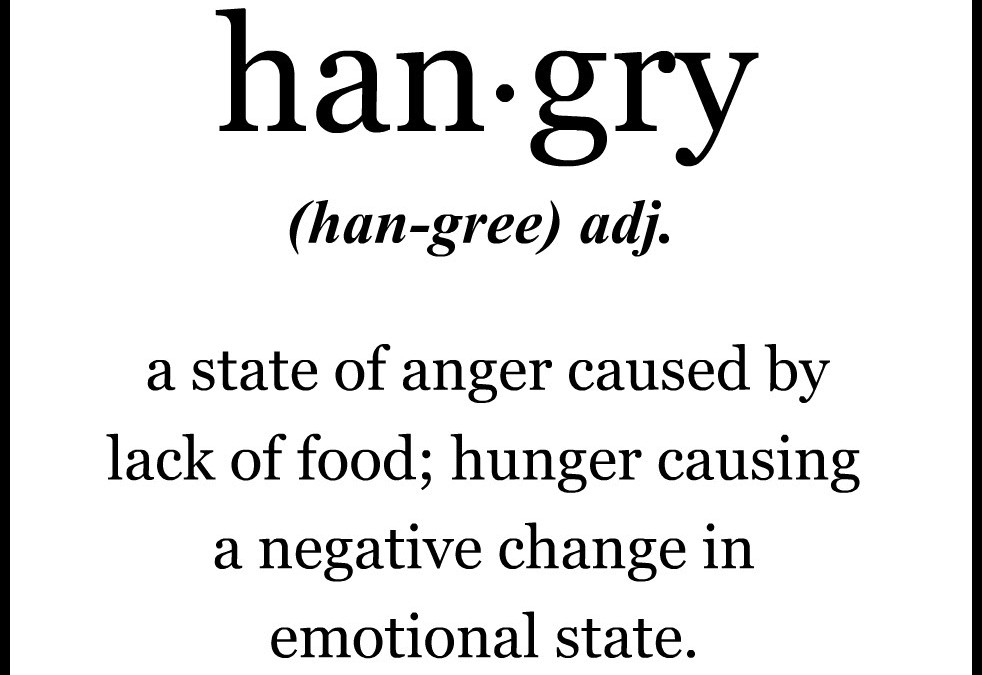 han·gry
(han-gree) adj.
a state of anger caused by
lack of food; hunger causing
a negative change in
emotional state.